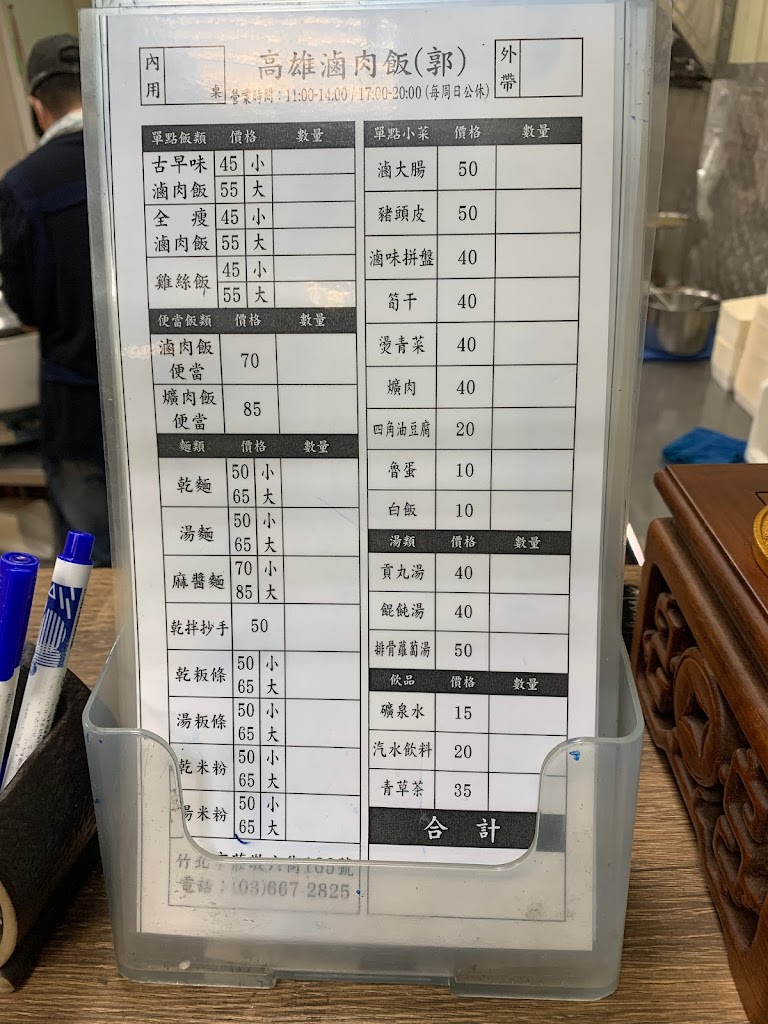 內用
高雄滷肉飯(郭)
外帶
桌
營業時間：11:00-14:00 / 17:00-20:00 (每周日公休)
單點飯類 價格 數量
古早味滷肉飯 45 小
55 大
全瘦滷肉飯 45 小
55 大
雞絲飯 45 小
55 大
便當飯類 價格 數量
滷肉飯便當 70
爌肉飯便當 85
麵類 價格 數量
乾麵 50 小
65 大
湯麵 50 小
65 大
麻醬麵 70 小
85 大
乾拌抄手 50
乾粄條 50 小
65 大
湯粄條 50 小
65 大
乾米粉 50 小
65 大
湯米粉 50 小
65 大
單點小菜 價格 數量
滷大腸 50
豬頭皮 50
滷味拼盤 40
筍干 40
燙青菜 40
爌肉 40
四角油豆腐 20
魯蛋 10
白飯 10
湯類 價格 數量
貢丸湯 40
餛飩湯 40
排骨蘿蔔湯 50
飲品 價格 數量
礦泉水 15
汽水飲料 20
青草茶 35
合計
竹北市莊敬六街
電話：(03)667-2825